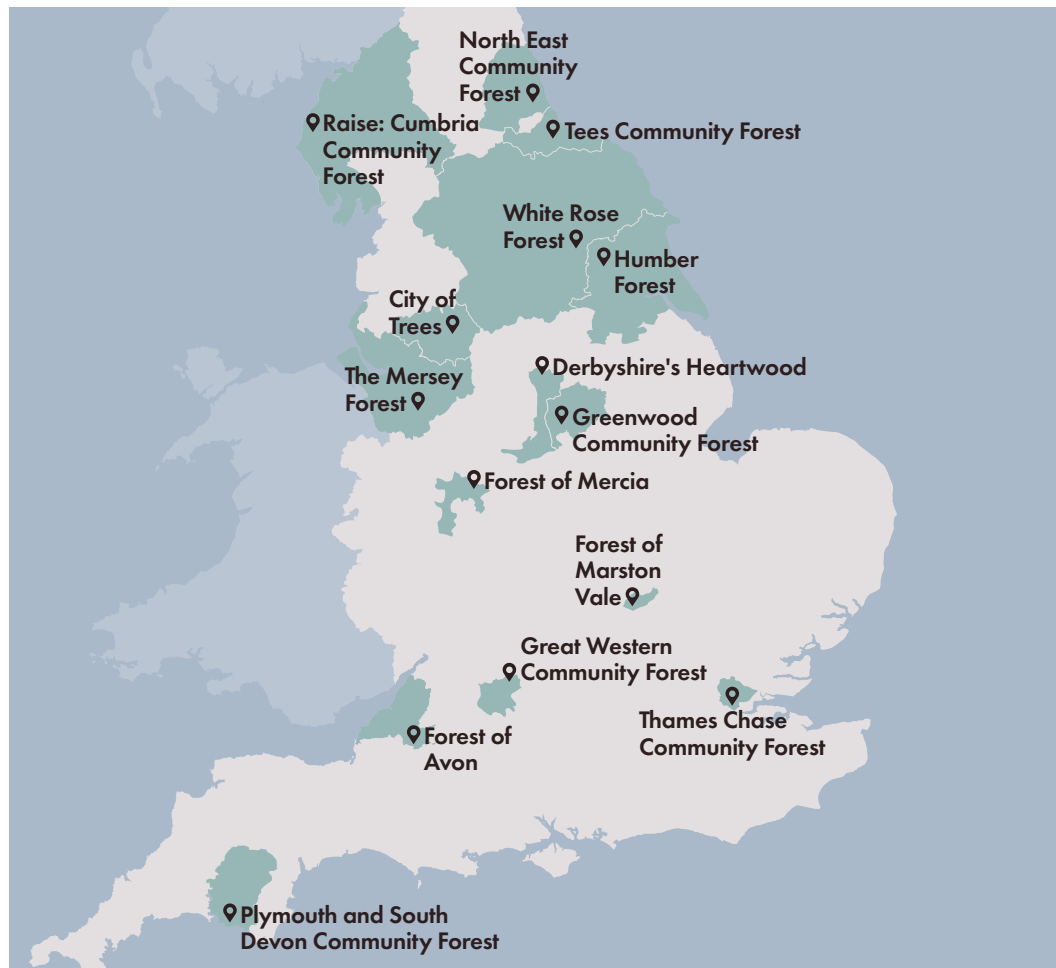 North East
Community
Forest
Raise: Cumbria
Community
Forest
Tees Community Forest
White Rose
Forest
Humber
Forest
City of
Trees
The Mersey
Forest
Derbyshire's Heartwood
Greenwood
Community Forest
Forest of Mercia
Forest of
Marston
Vale
Great Western
Community Forest
Thames Chase
Community Forest
Forest of
Avon
Plymouth and South
Devon Community Forest